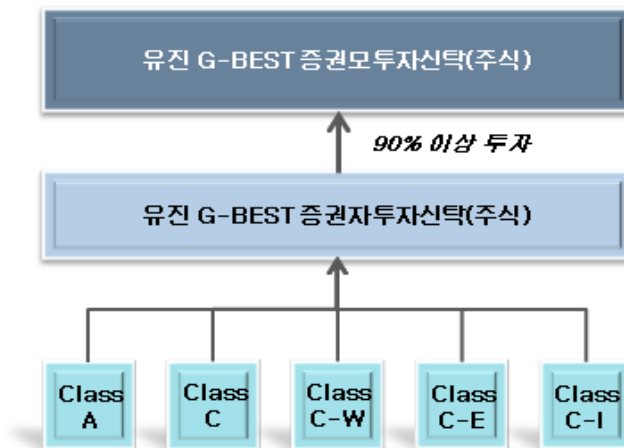 유진 G-BEST 증권모투자신탁(주식)
90% 이상 투자
유진 G-BEST 증권자투자신탁(주식)
Class
A
Class
C
Class
C-W
Class
C-E
Class
C-I